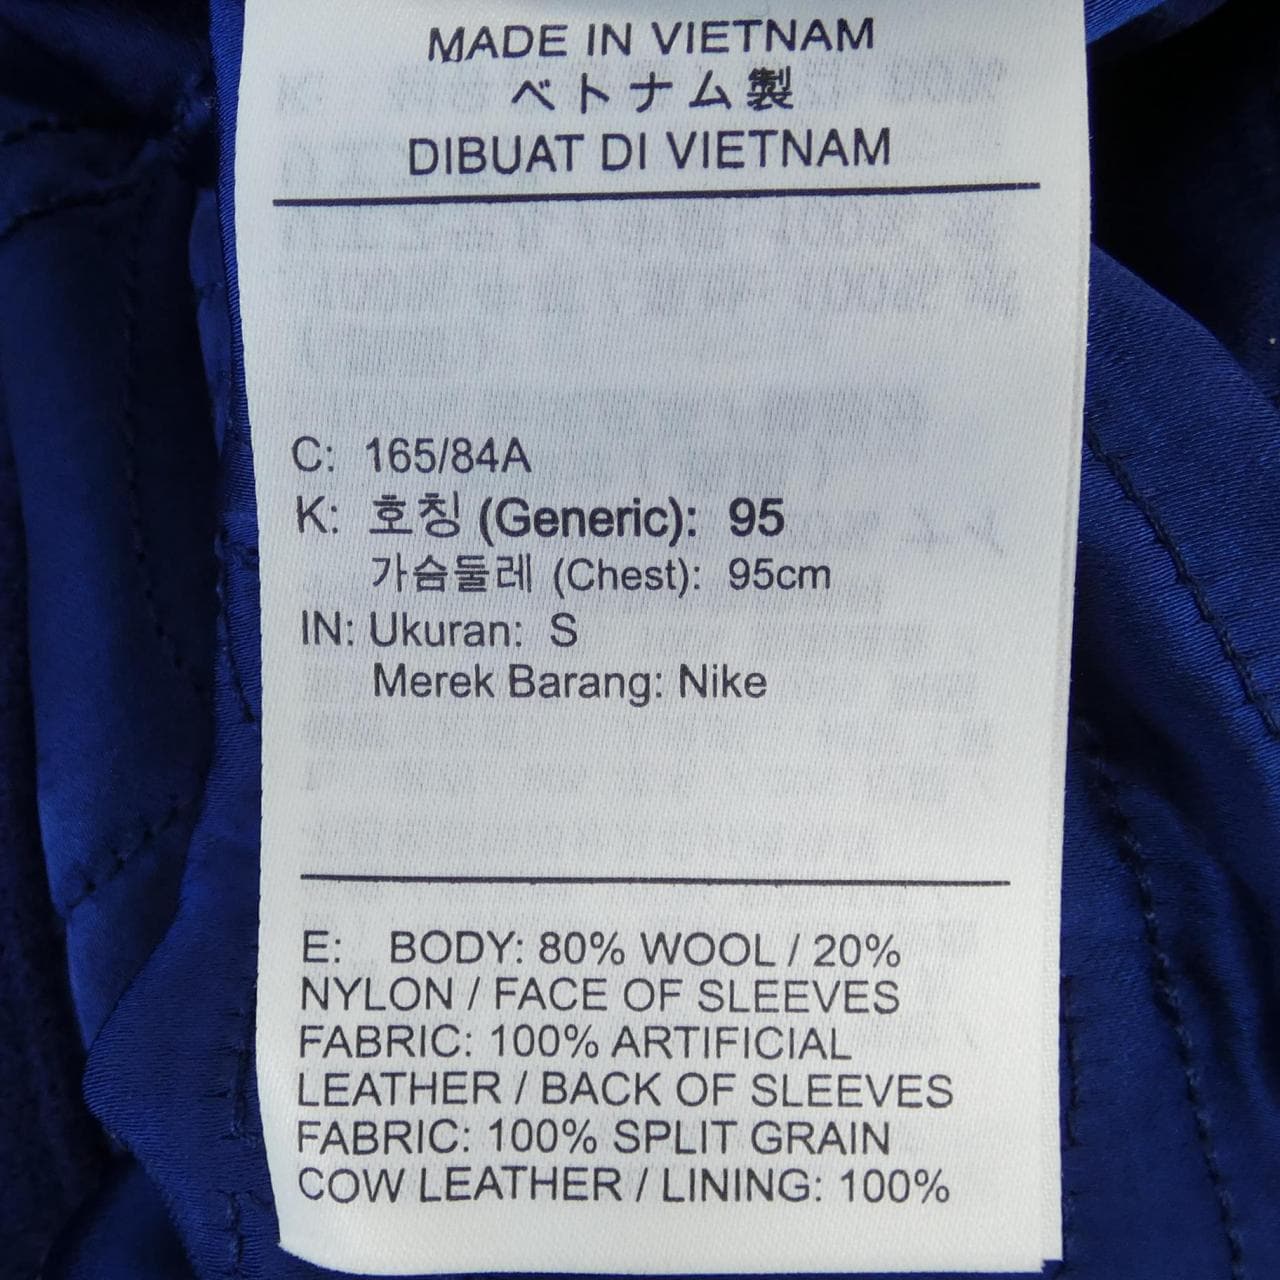 MADE IN VIETNAM
ベトナム製
DIBUAT DI VIETNAM
C: 165/84A
K: 호칭 (Generic): 95
가슴둘레 (Chest): 95cm
IN: Ukuran: S
Merek Barang: Nike
E: BODY: 80% WOOL / 20%
NYLON / FACE OF SLEEVES
FABRIC: 100% ARTIFICIAL
LEATHER / BACK OF SLEEVES
FABRIC: 100% SPLIT GRAIN
COW LEATHER / LINING: 100%